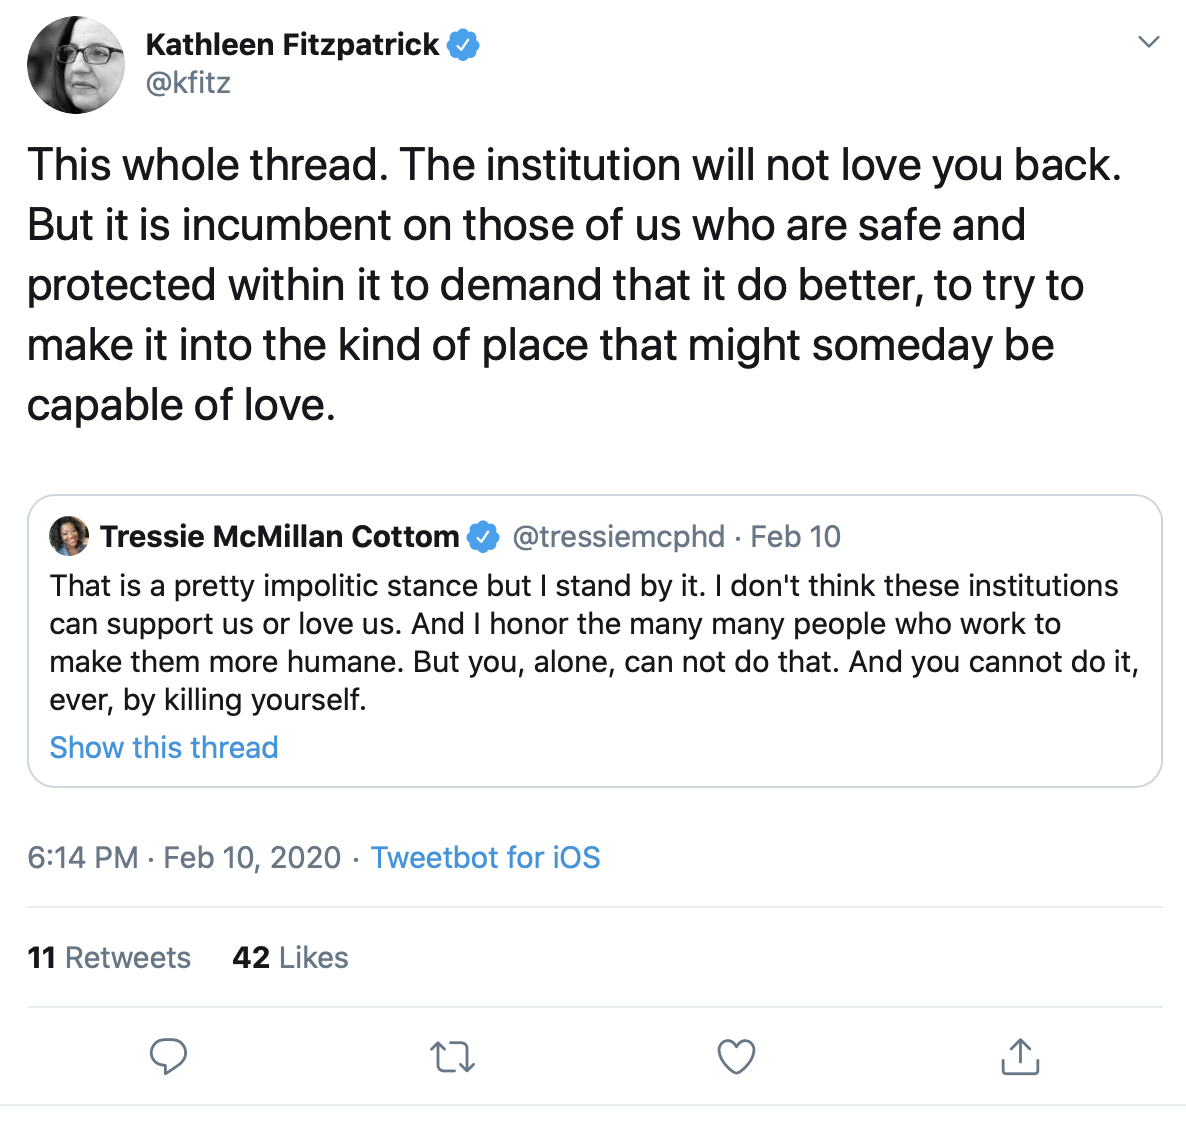 Kathleen Fitzpatrick
@kfitz
This whole thread. The institution will not love you back.
But it is incumbent on those of us who are safe and
protected within it to demand that it do better, to try to
make it into the kind of place that might someday be
capable of love.
Tressie McMillan Cottom @tressiemcphd · Feb 10
That is a pretty impolitic stance but I stand by it. I don't think these institutions
can support us or love us. And I honor the many many people who work to
make them more humane. But you, alone, can not do that. And you cannot do it,
ever, by killing yourself.
Show this thread
6:14 PM · Feb 10, 2020 · Tweetbot for iOS
11 Retweets 42 Likes